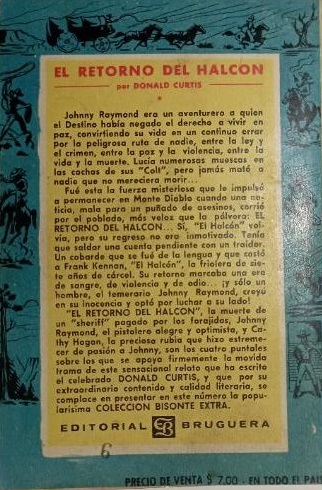 EL RETORNO DEL HALCON
por DONALD CURTIS
Johnny Raymond era un aventurero a quien
el Destino había negado el derecho a vivir en
paz, convirtiendo su vida en un continuo errar
por la peligrosa ruta de nadie, entre la ley y
el crimen, entre la paz y la violencia, entre la
vida y la muerte. Lucía numerosas muescas en
las cachas de sus "Colt", pero jamás mató a
nadie que no mereciera morir...
Fué esta la fuerza misteriosa que le impulsó
a permanecer en Monte Diablo cuando una no-
ticia, mala para un puñado de asesinos, corrió
por el poblado, más veloz que la pólvora: EL
RETORNO DEL HALCON... Sí, "El Halcón" vol-
vía, pero su regreso no era inmotivado. Tenía
que saldar una cuenta pendiente con un traidor.
Un cobarde que se fué de la lengua y que costó
a Frank Kennan, "El Halcón", la friolera de sie-
te años de cárcel. Su retorno marcaba una era
de sangre, de violencia y de odio... ¡y sólo un
hombre, el temerario Johnny Raymond, creyó
en su inocencia y optó por luchar a su lado!
"EL RETORNO DEL HALCON", la muerte de
un "sheriff" pagado por los forajidos, Johnny
Raymond, el pistolero alegre y optimista, y Ca-
thy Hogan, la preciosa rubia que hizo estreme-
cer de pasión a Johnny, son los cuatro puntales
sobre los que se apoya firmemente la movida
trama de este sensacional relato que ha escrito
el celebrado DONALD CURTIS, y que por su
extraordinario contenido y calidad literaria, se
complace en presentar en este número la popu-
larísima COLECCION BISONTE EXTRA.
EDITORIAL B BRUGUERA
9
PRECIO DE VENTA $ 7,00 - EN TODO EL PAIS